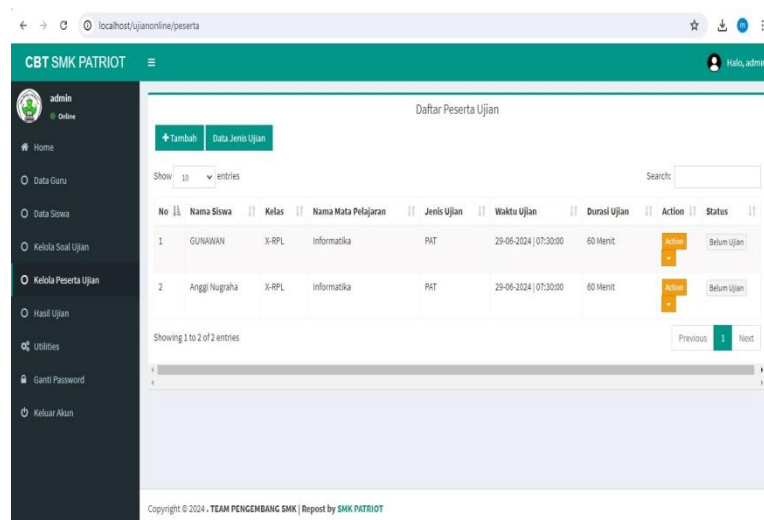 localhost/ujianonline/peserta
CBT SMK PATRIOT
Halo, admin
admin
Online
Home
Data Guru
Data Siswa
Kelola Soal Ujian
Kelola Peserta Ujian
Hasil Ujian
Utilities
Ganti Password
Keluar Akun
Daftar Peserta Ujian
+Tambah Data Jenis Ujian
Show 10 entries Search:
No Nama Siswa Kelas Nama Mata Pelajaran Jenis Ujian Waktu Ujian Durasi Ujian Action Status
1 GUNAWAN X-RPL Informatika PAT 29-06-2024 | 07:30:00 60 Menit Action Belum Ujian
2 Anggi Nugraha X-RPL Informatika PAT 29-06-2024 | 07:30:00 60 Menit Action Belum Ujian
Showing 1 to 2 of 2 entries Previous 1 Next
Copyright © 2024 . TEAM PENGEMBANG SMK | Repost by SMK PATRIOT